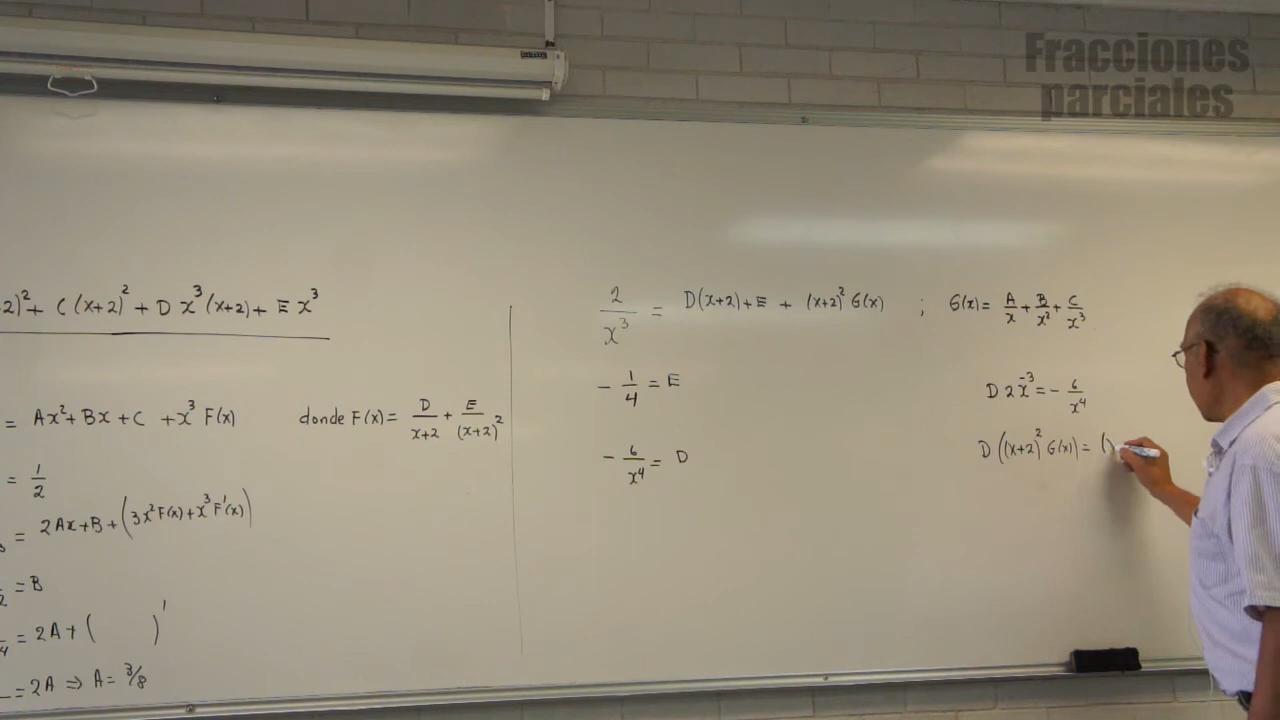 Fracciones
parciales
2)²+ C(x+2)² + D x³(x+2)+ E x³
= Ax²+Bx+C +x³ F(x) donde F(x)= D/(x+2) + E/(x+2)²
= 1/2
= 2Ax+B+(3x²F(x)+x³F'(x))
= B
= 2A+( )'
=2A ⇒ A= 3/8
2/x³ = D(x+2)+E + (x+2)² G(x) ; G(x)= A/x + B/x² + C/x³
- 1/4 = E
- 6/x⁴ = D
D 2x⁻³ = - 6/x⁴
D((x+2)² G(x)) = (